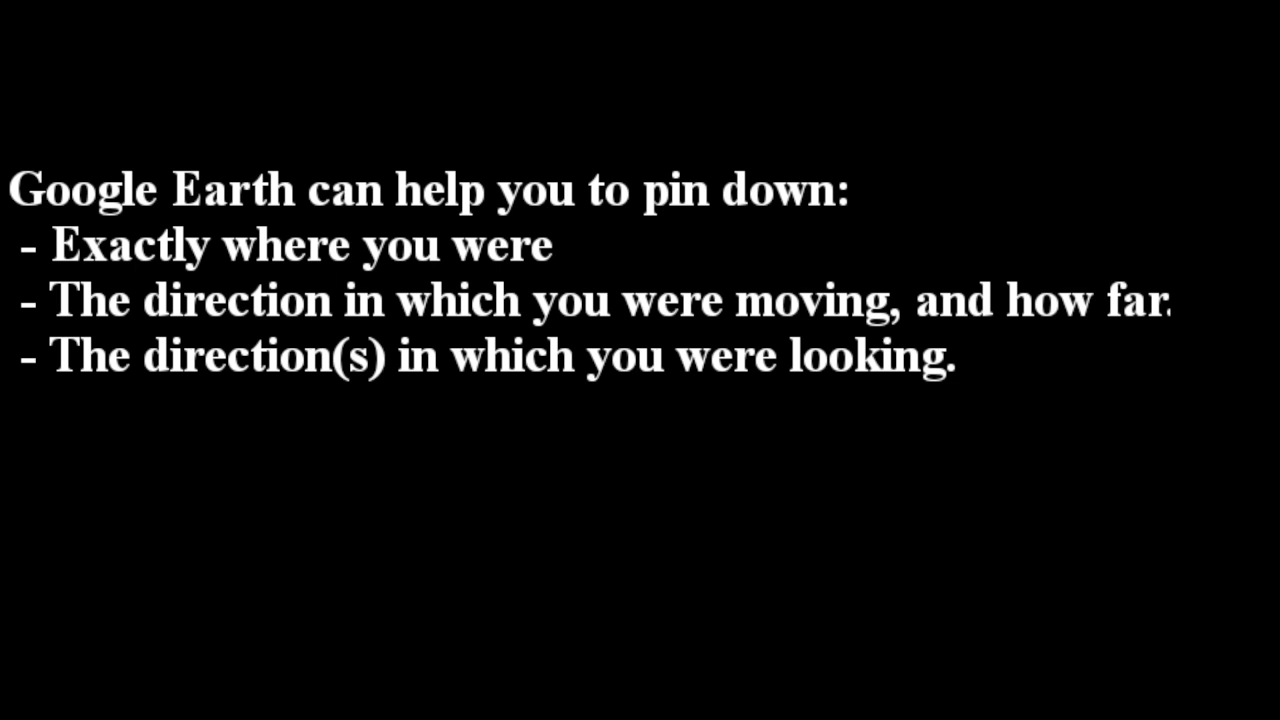 Google Earth can help you to pin down:
- Exactly where you were
- The direction in which you were moving, and how far.
- The direction(s) in which you were looking.